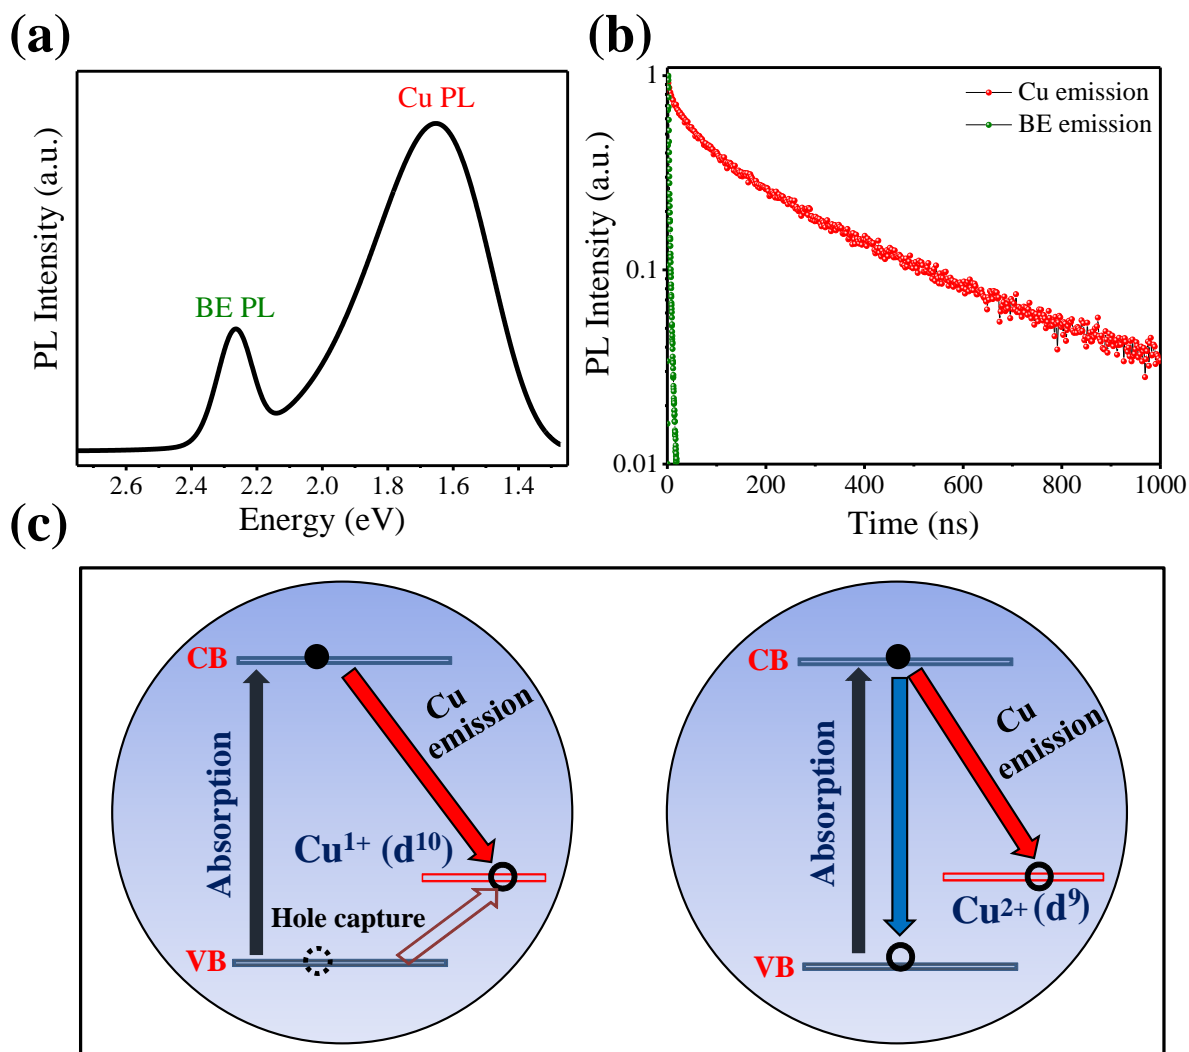 (a)
Cu PL
BE PL
PL Intensity (a.u.)
2.6 2.4 2.2 2.0 1.8 1.6 1.4
Energy (eV)
(b)
Cu emission
BE emission
1
0.1
0.01
PL Intensity (a.u.)
0 200 400 600 800 1000
Time (ns)
(c)
CB
Absorption
Cu
emission
Cu¹⁺ (d¹⁰)
Hole capture
VB
CB
Absorption
Cu
emission
Cu²⁺ (d⁹)
VB